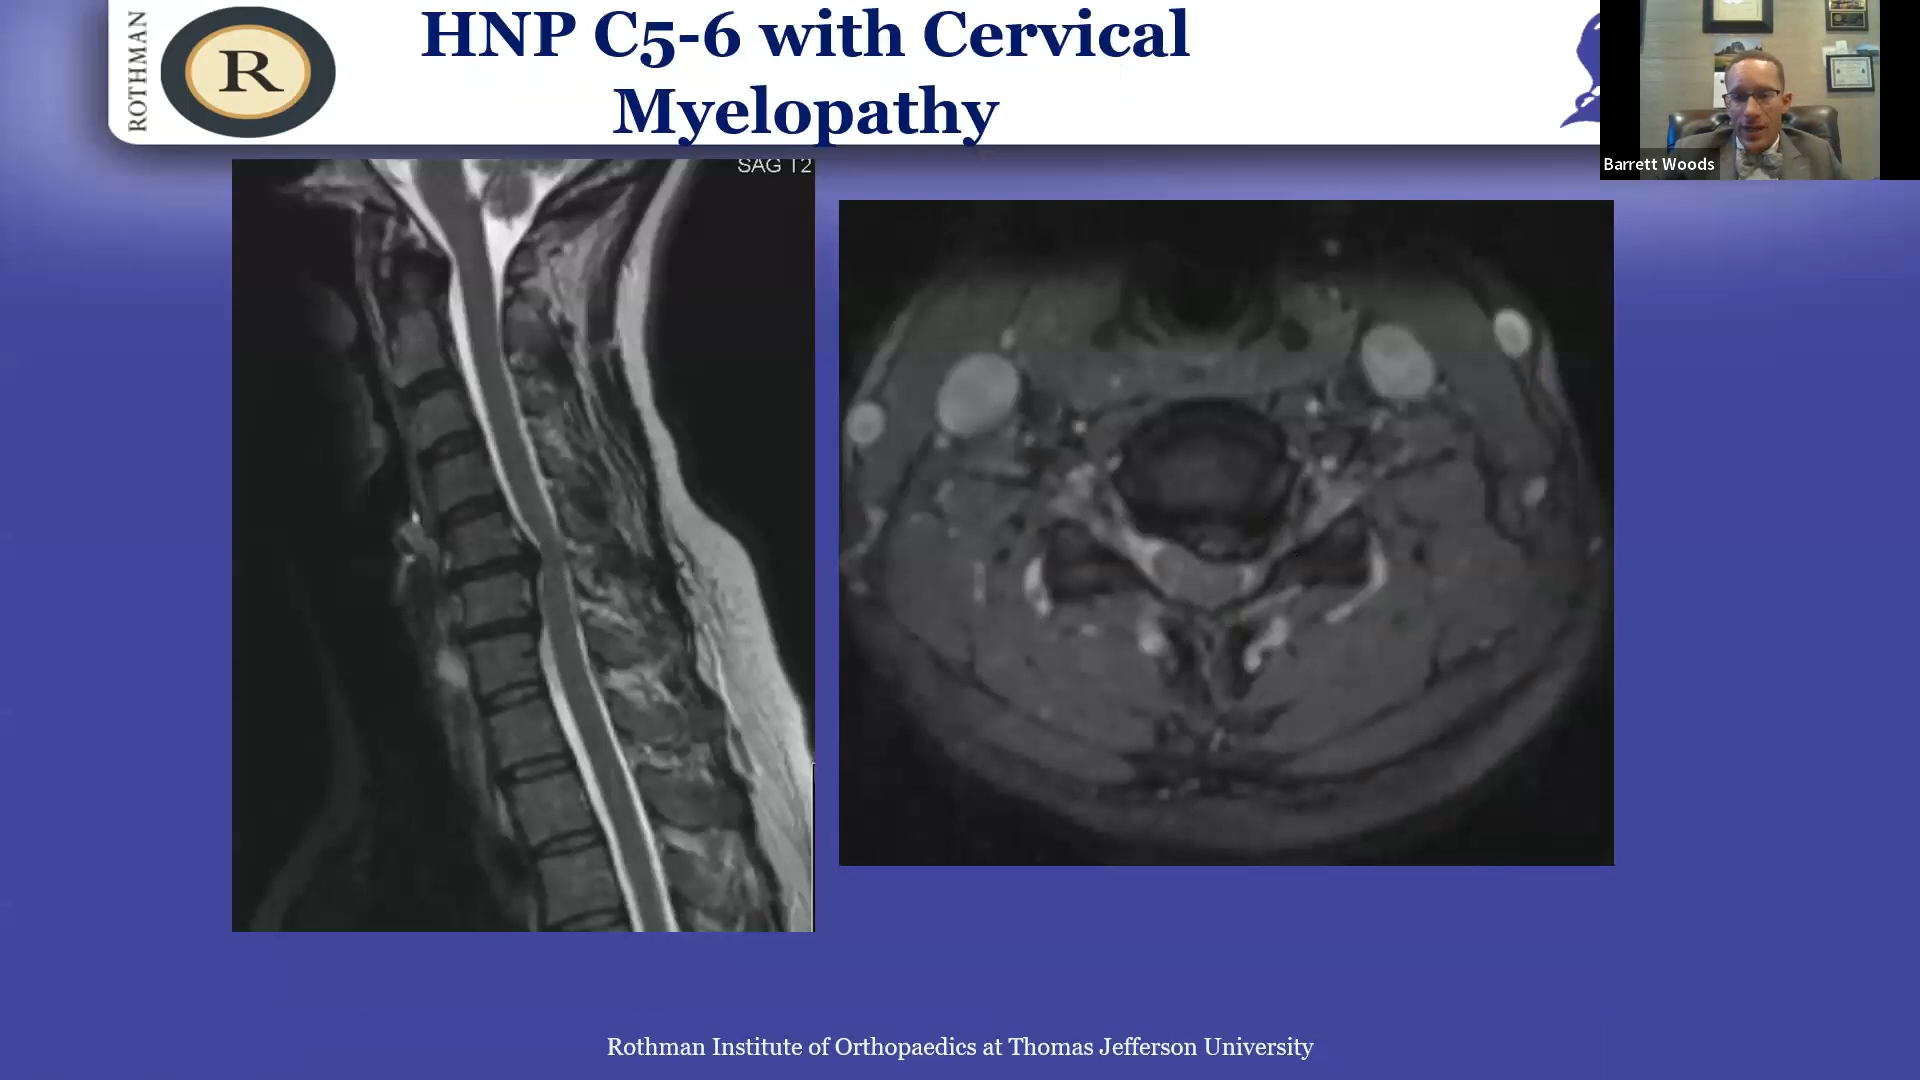 ROTHMAN
R
HNP C5-6 with Cervical
Myelopathy
SAG T2
Barrett Woods
Rothman Institute of Orthopaedics at Thomas Jefferson University